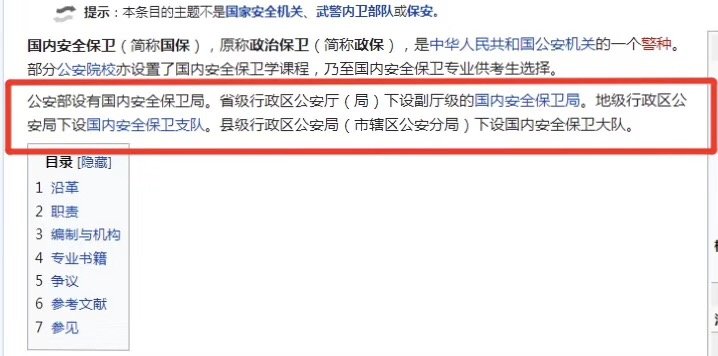 提示：本条目的主题不是国家安全机关、武警内卫部队或保安。
国内安全保卫（简称国保），原称政治保卫（简称政保），是中华人民共和国公安机关的一个警种。
部分公安院校亦设置了国内安全保卫学课程，乃至国内安全保卫专业供考生选择。
公安部设有国内安全保卫局。省级行政区公安厅（局）下设副厅级的国内安全保卫局。地级行政区公
安局下设国内安全保卫支队。县级行政区公安局（市辖区公安分局）下设国内安全保卫大队。
目录 [隐藏]
1 沿革
2 职责
3 编制与机构
4 专业书籍
5 争议
6 参考文献
7 参见